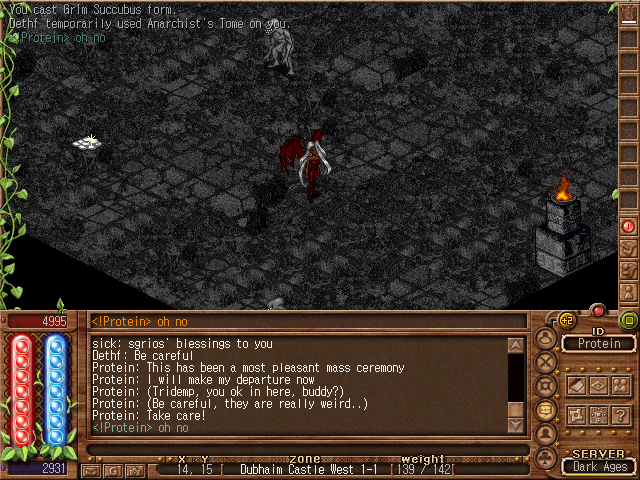 You cast Grim Succubus form.
Dethf temporarily used Anarchist's Tome on you.
<!Protein> oh no
4995
<!Protein> oh no
+2
ID
Protein
sick: sgrios' blessings to you
Dethf: Be careful
Protein: This has been a most pleasant mass ceremony
Protein: I will make my departure now
Protein: (Tridemp, you ok in here, buddy?)
Protein: (Be careful, they are really weird..)
Protein: Take care!
<!Protein> oh no
?
x y zone weight
2931
G
14, 15 [ Dubhaim Castle West 1-1 [139 / 142[
SERVER
Dark Ages